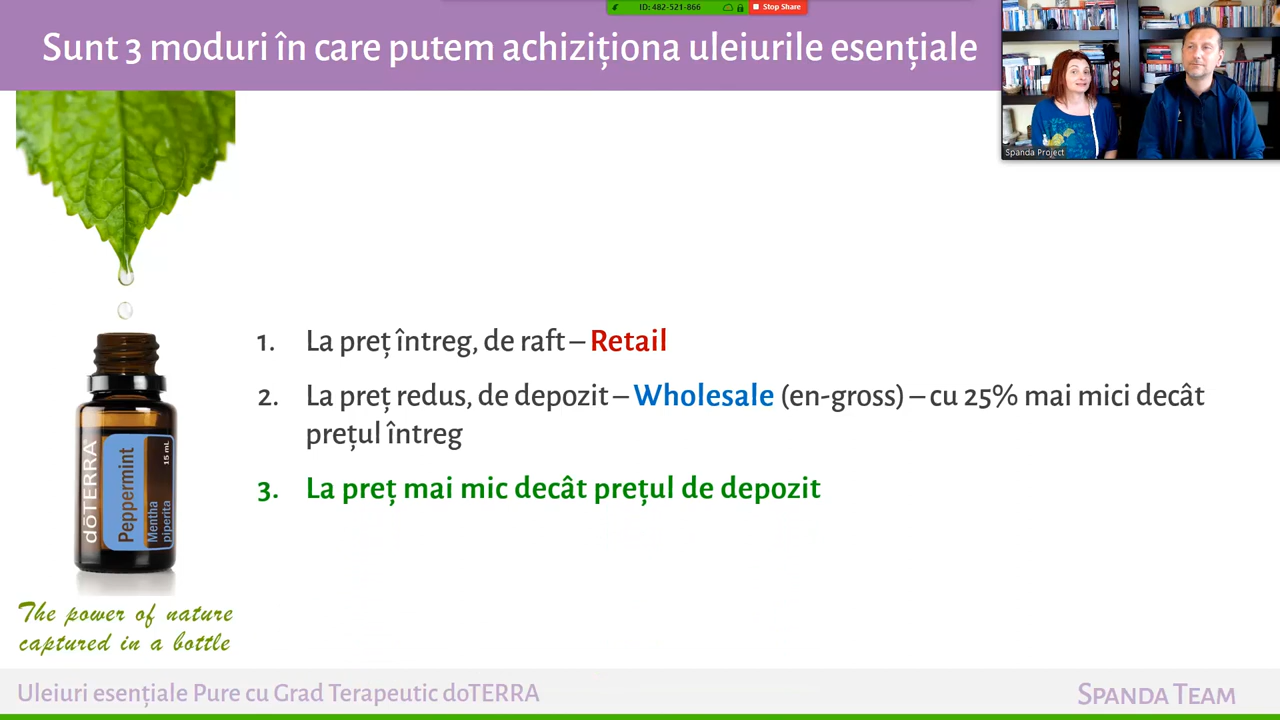 ID: 482-521-866
Stop Share
Sunt 3 moduri în care putem achiziționa uleiurile esențiale
Spanda Project
1. La preț întreg, de raft – Retail
2. La preț redus, de depozit – Wholesale (en-gross) – cu 25% mai mici decât
prețul întreg
3. La preț mai mic decât prețul de depozit
dōTERRA
Peppermint
Mentha
piperita
15 mL
The power of nature
captured in a bottle
Uleiuri esențiale Pure cu Grad Terapeutic doTERRA
Spanda Team